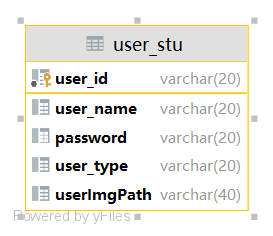 user_stu
user_id varchar(20)
user_name varchar(20)
password varchar(20)
user_type varchar(20)
userImgPath varchar(40)
Powered by yFiles